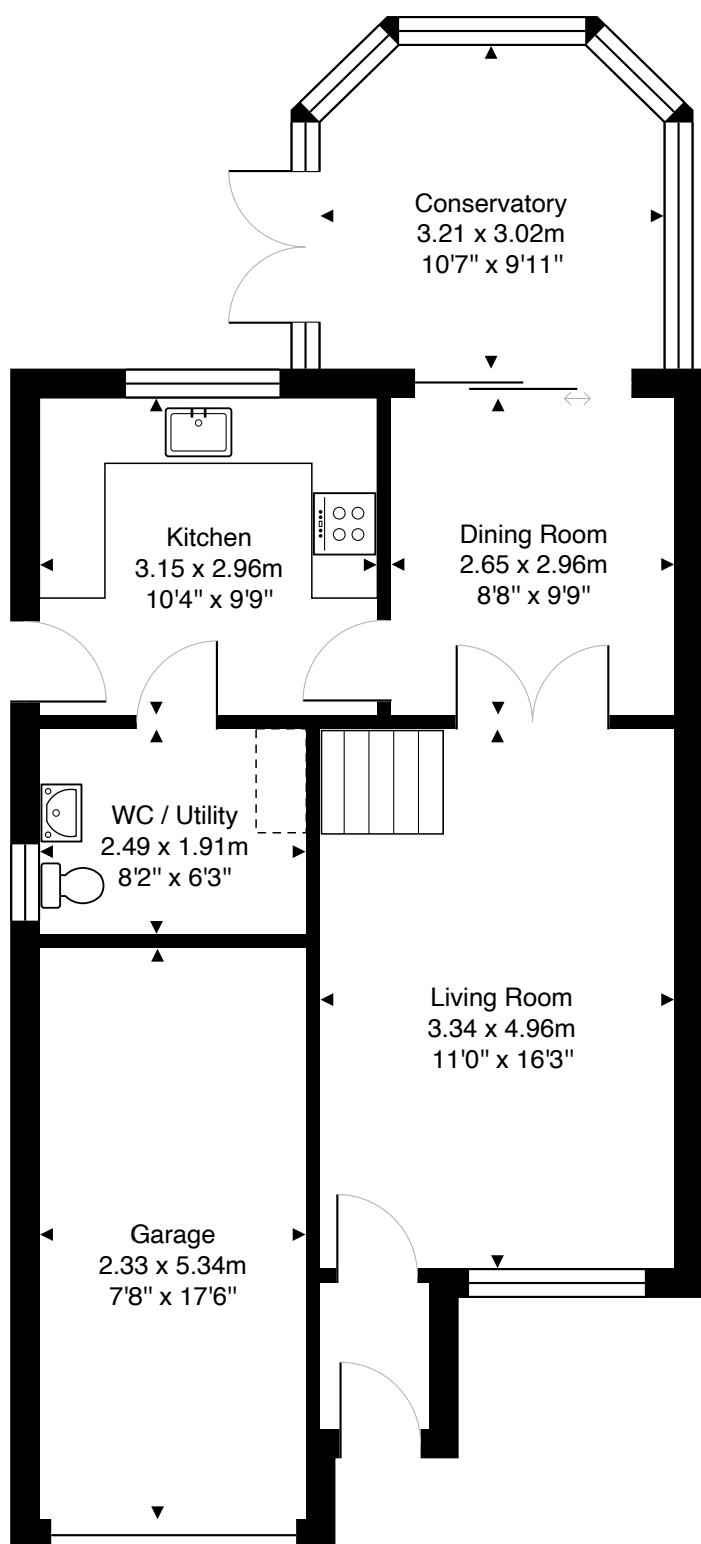 Conservatory
3.21 x 3.02m
10'7" x 9'11"
Kitchen
3.15 x 2.96m
10'4" x 9'9"
Dining Room
2.65 x 2.96m
8'8" x 9'9"
WC / Utility
2.49 x 1.91m
8'2" x 6'3"
Living Room
3.34 x 4.96m
11'0" x 16'3"
Garage
2.33 x 5.34m
7'8" x 17'6"